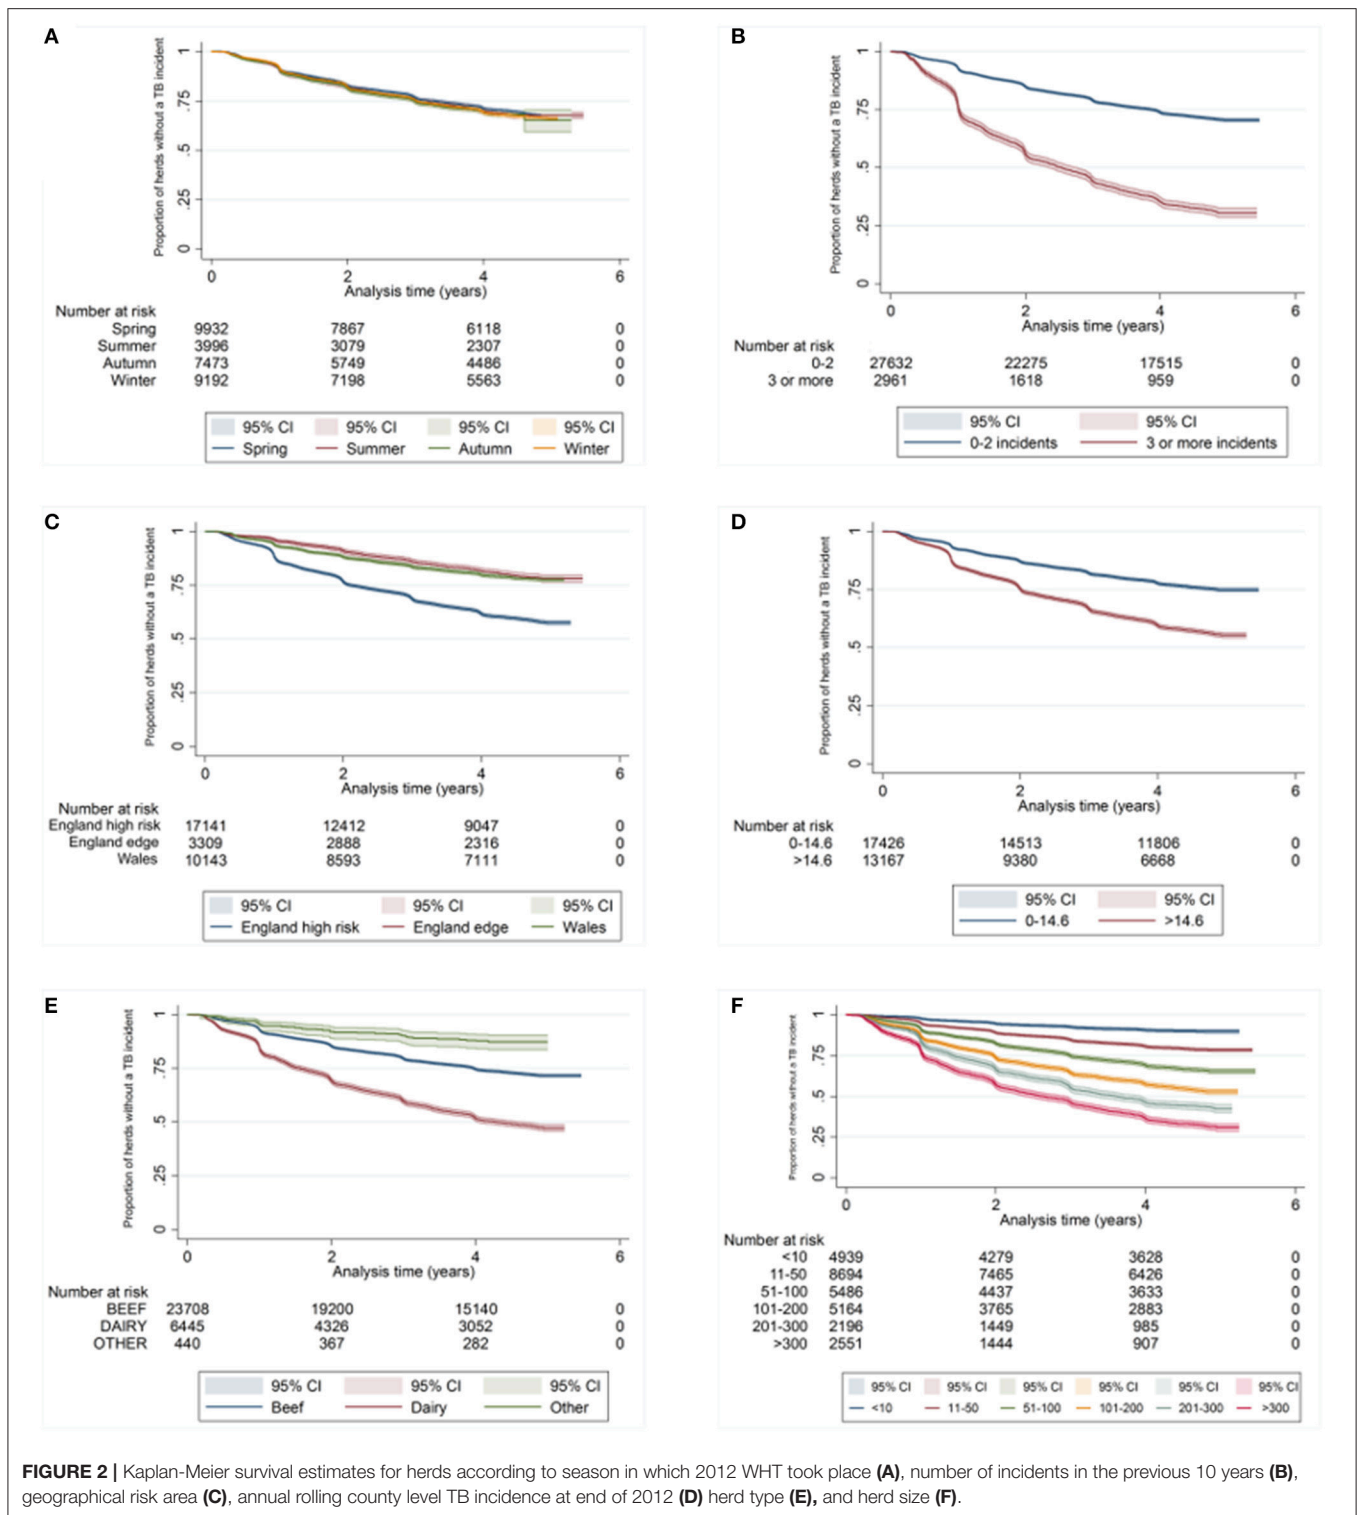 A
Proportion of herds without a TB incident
1
.75
.5
.25
0
0 2 4 6
Analysis time (years)
Number at risk
Spring 9932 7867 6118 0
Summer 3996 3079 2307 0
Autumn 7473 5749 4486 0
Winter 9192 7198 5563 0
95% CI 95% CI 95% CI 95% CI
Spring Summer Autumn Winter
B
Proportion of herds without a TB incident
1
.75
.5
.25
0
0 2 4 6
Analysis time (years)
Number at risk
0-2 27632 22275 17515 0
3 or more 2961 1618 959 0
95% CI 95% CI
0-2 incidents 3 or more incidents
C
Proportion of herds without a TB incident
1
.75
.5
.25
0
0 2 4 6
Analysis time (years)
Number at risk
England high risk 17141 12412 9047 0
England edge 3309 2888 2316 0
Wales 10143 8593 7111 0
95% CI 95% CI 95% CI
England high risk England edge Wales
D
Proportion of herds without a TB incident
1
.75
.5
.25
0
0 2 4 6
Analysis time (years)
Number at risk
0-14.6 17426 14513 11806 0
>14.6 13167 9380 6668 0
95% CI 95% CI
0-14.6 >14.6
E
Proportion of herds without a TB incident
1
.75
.5
.25
0
0 2 4 6
Analysis time (years)
Number at risk
BEEF 23708 19200 15140 0
DAIRY 6445 4326 3052 0
OTHER 440 367 282 0
95% CI 95% CI 95% CI
Beef Dairy Other
F
Proportion of herds without a TB incident
1
.75
.5
.25
0
0 2 4 6
Analysis time (years)
Number at risk
<10 4939 4279 3628 0
11-50 8694 7465 6426 0
51-100 5486 4437 3633 0
101-200 5164 3765 2883 0
201-300 2196 1449 985 0
>300 2551 1444 907 0
95% CI 95% CI 95% CI 95% CI 95% CI 95% CI
<10 11-50 51-100 101-200 201-300 >300
FIGURE 2 | Kaplan-Meier survival estimates for herds according to season in which 2012 WHT took place (A), number of incidents in the previous 10 years (B),
geographical risk area (C), annual rolling county level TB incidence at end of 2012 (D) herd type (E), and herd size (F).